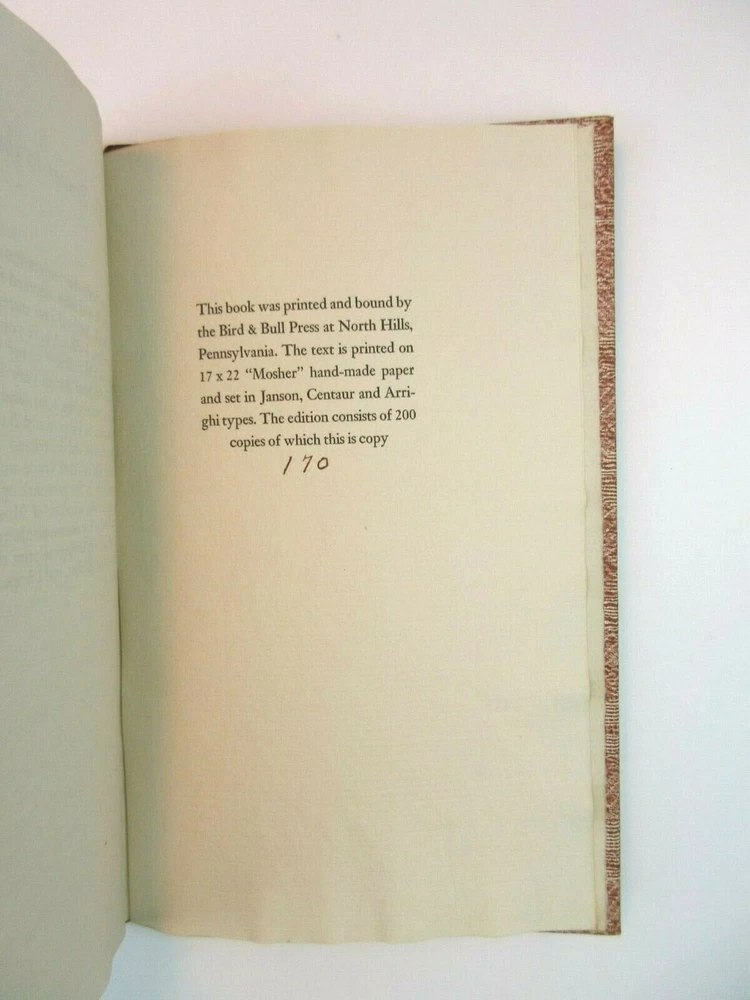 This book was printed and bound by
the Bird & Bull Press at North Hills,
Pennsylvania. The text is printed on
17 x 22 “Mosher” hand-made paper
and set in Janson, Centaur and Arri-
ghi types. The edition consists of 200
copies of which this is copy
170